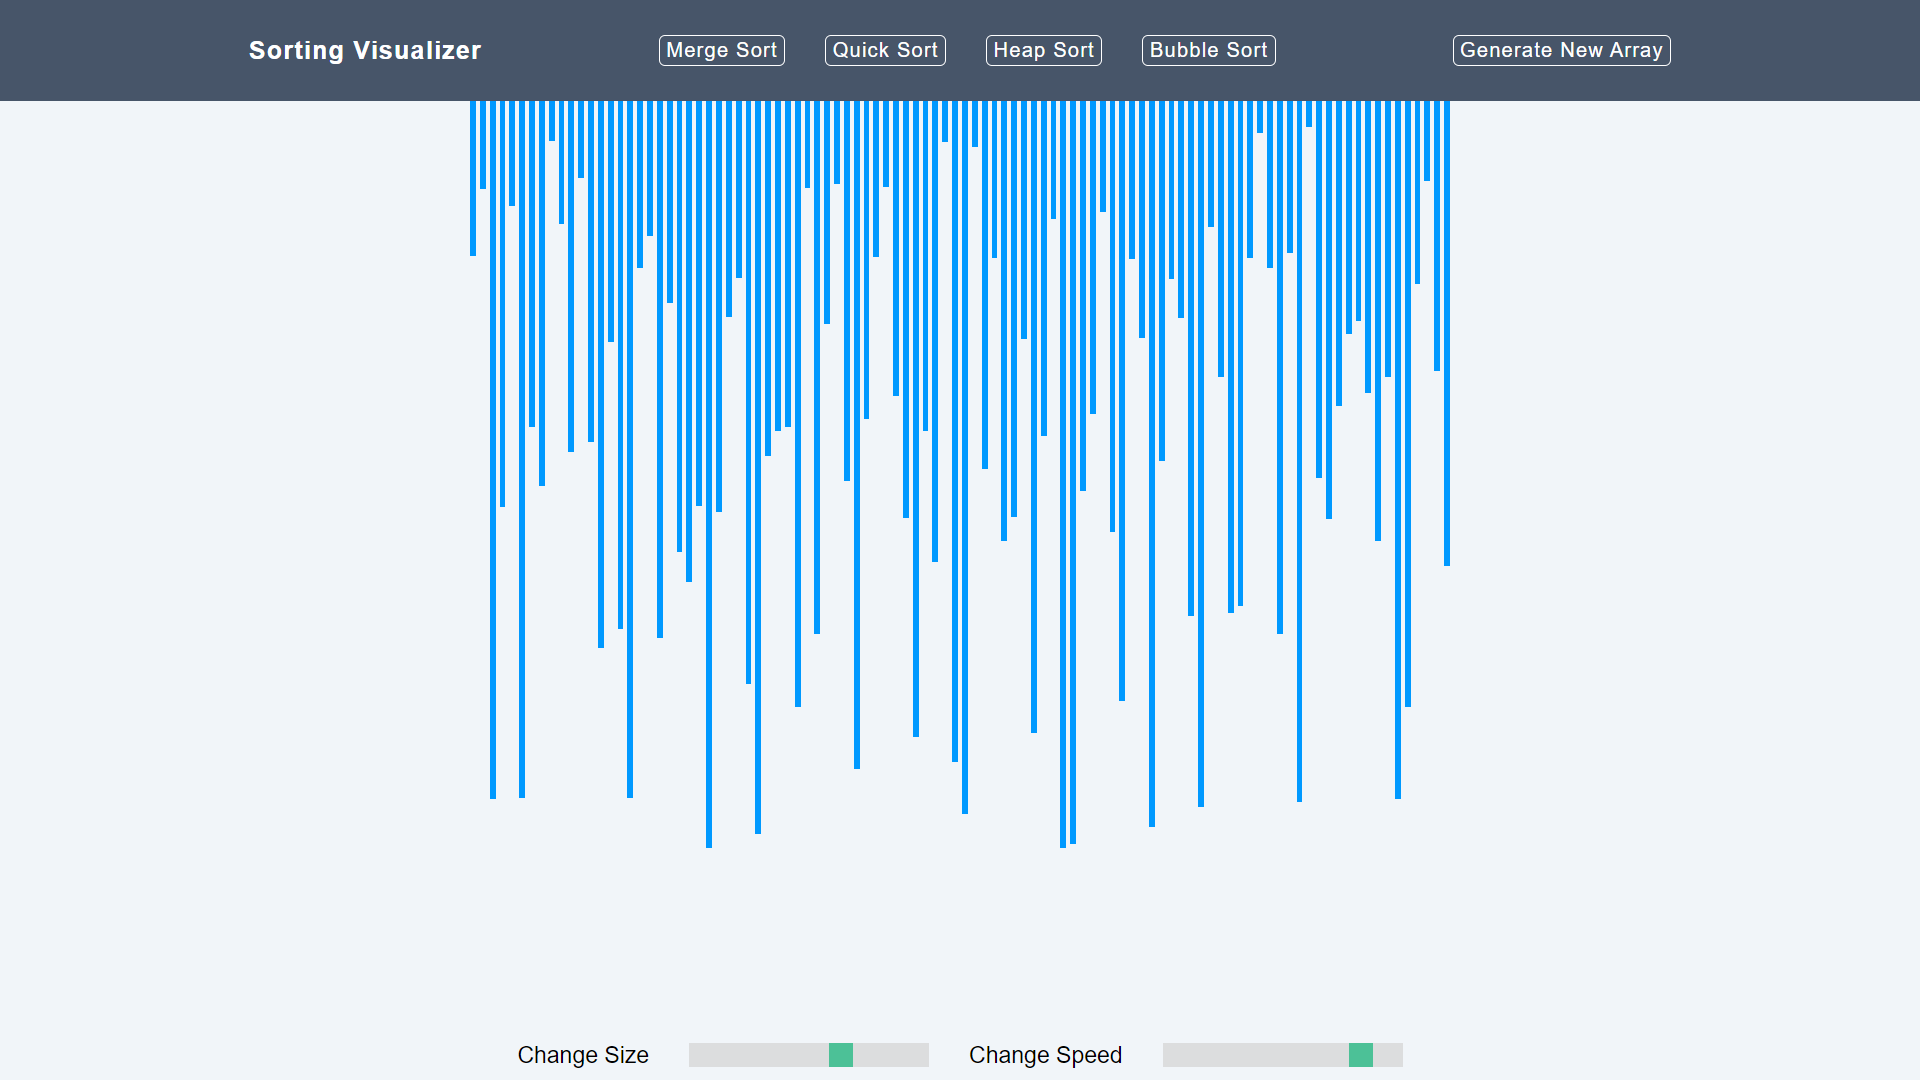 Sorting Visualizer
Merge Sort
Quick Sort
Heap Sort
Bubble Sort
Generate New Array
Change Size
Change Speed